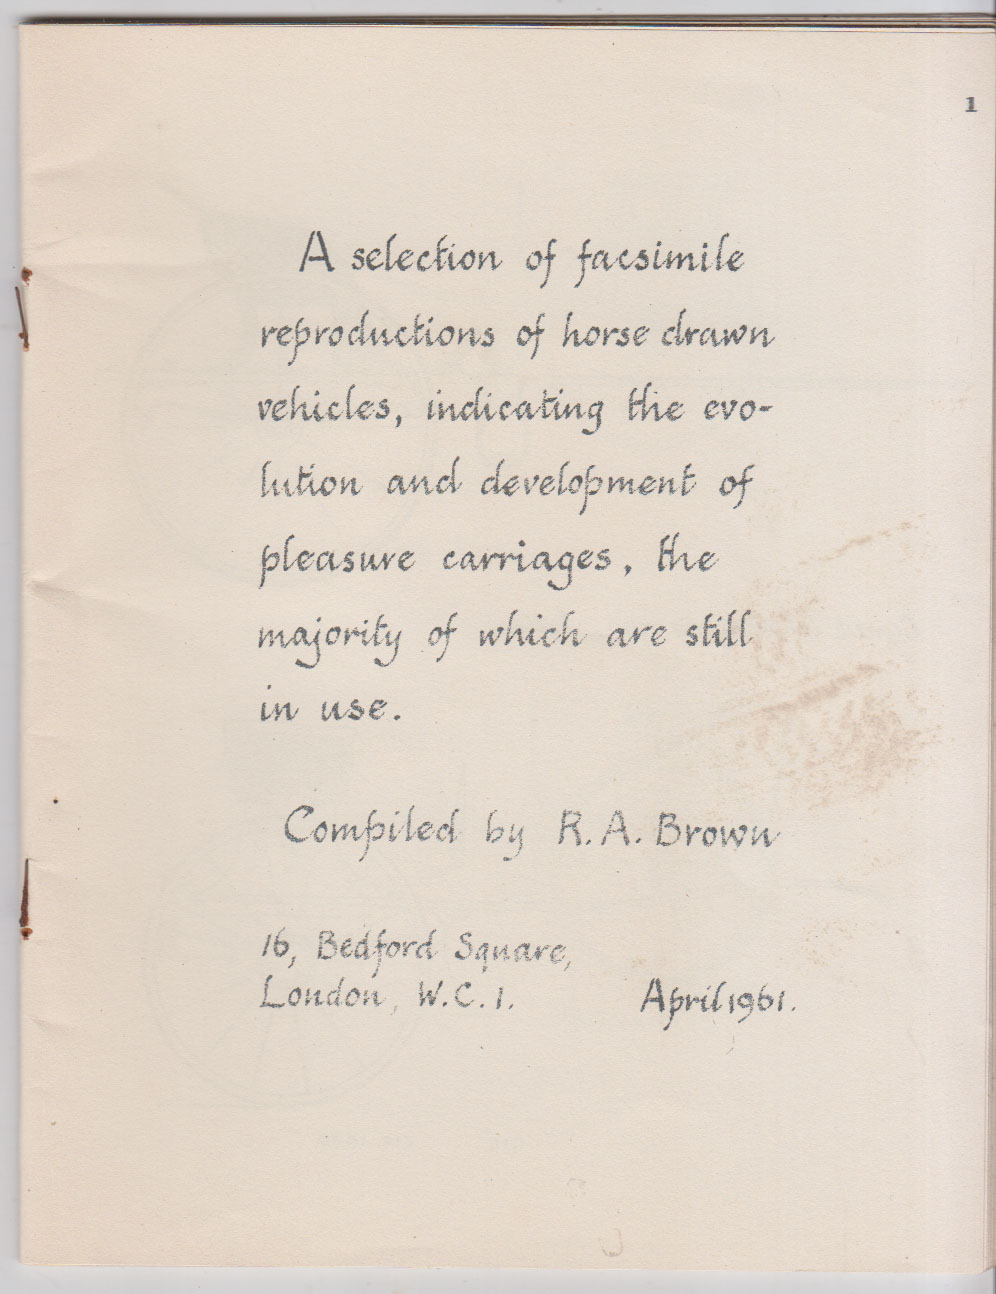 1
A selection of facsimile
reproductions of horse drawn
vehicles, indicating the evo-
lution and development of
pleasure carriages, the
majority of which are still
in use.
Compiled by R. A. Brown
16, Bedford Square,
London, W.C.1.
April 1961.